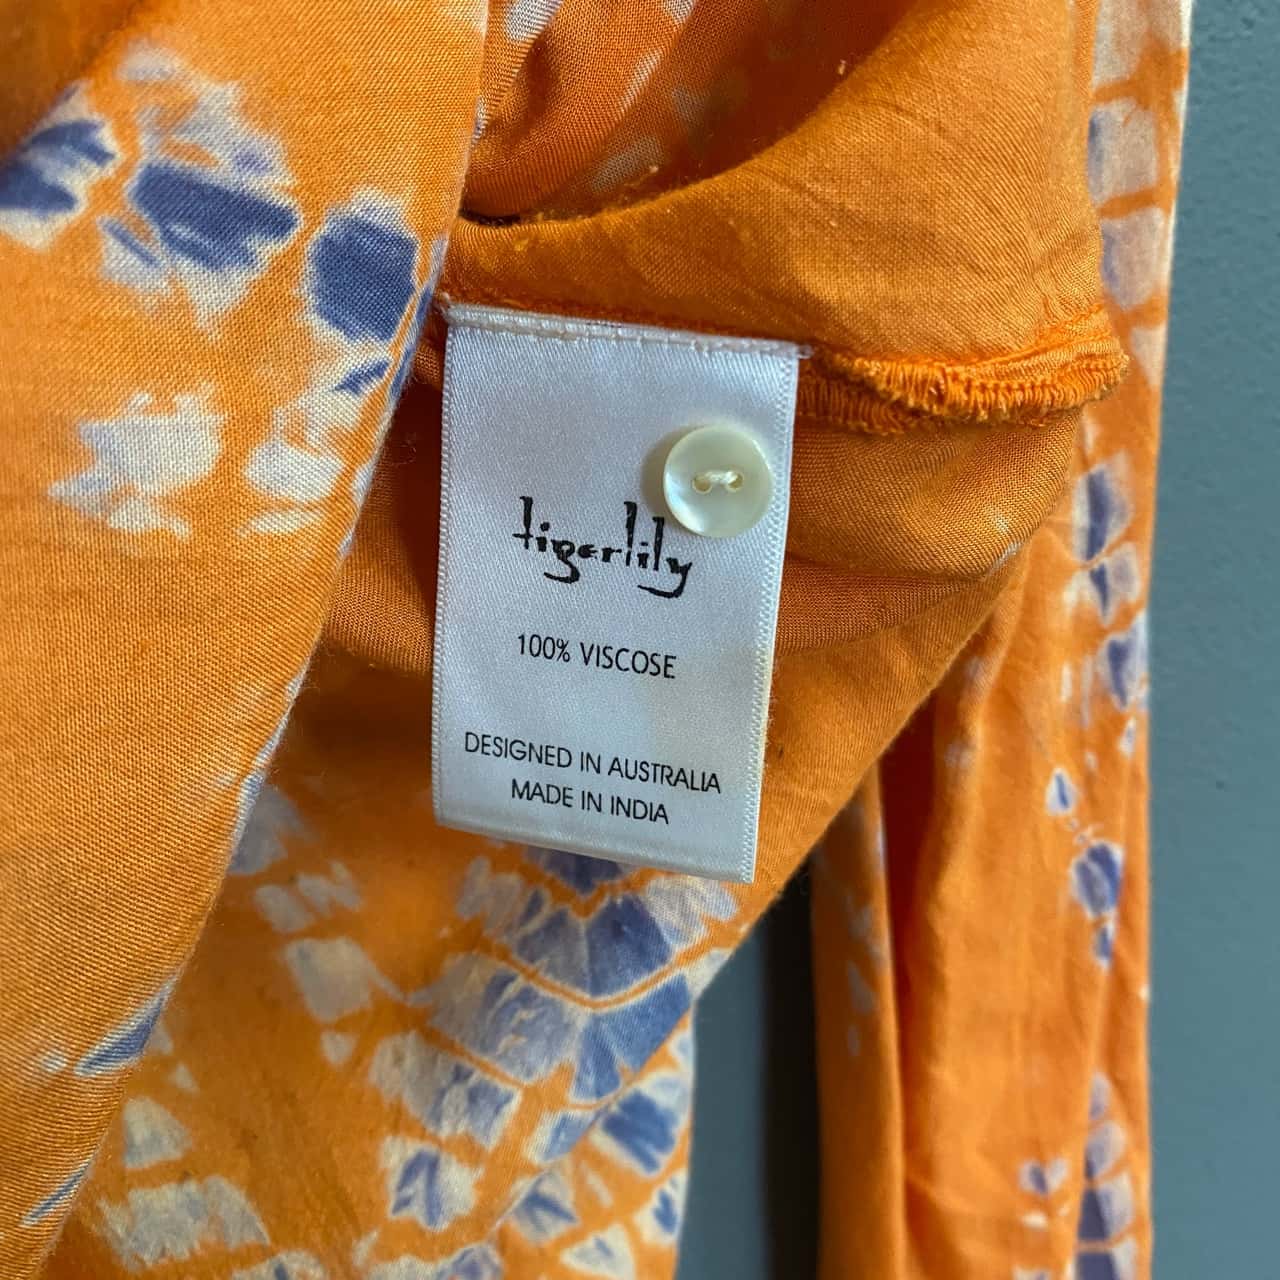 tigerlily
100% VISCOSE
DESIGNED IN AUSTRALIA
MADE IN INDIA